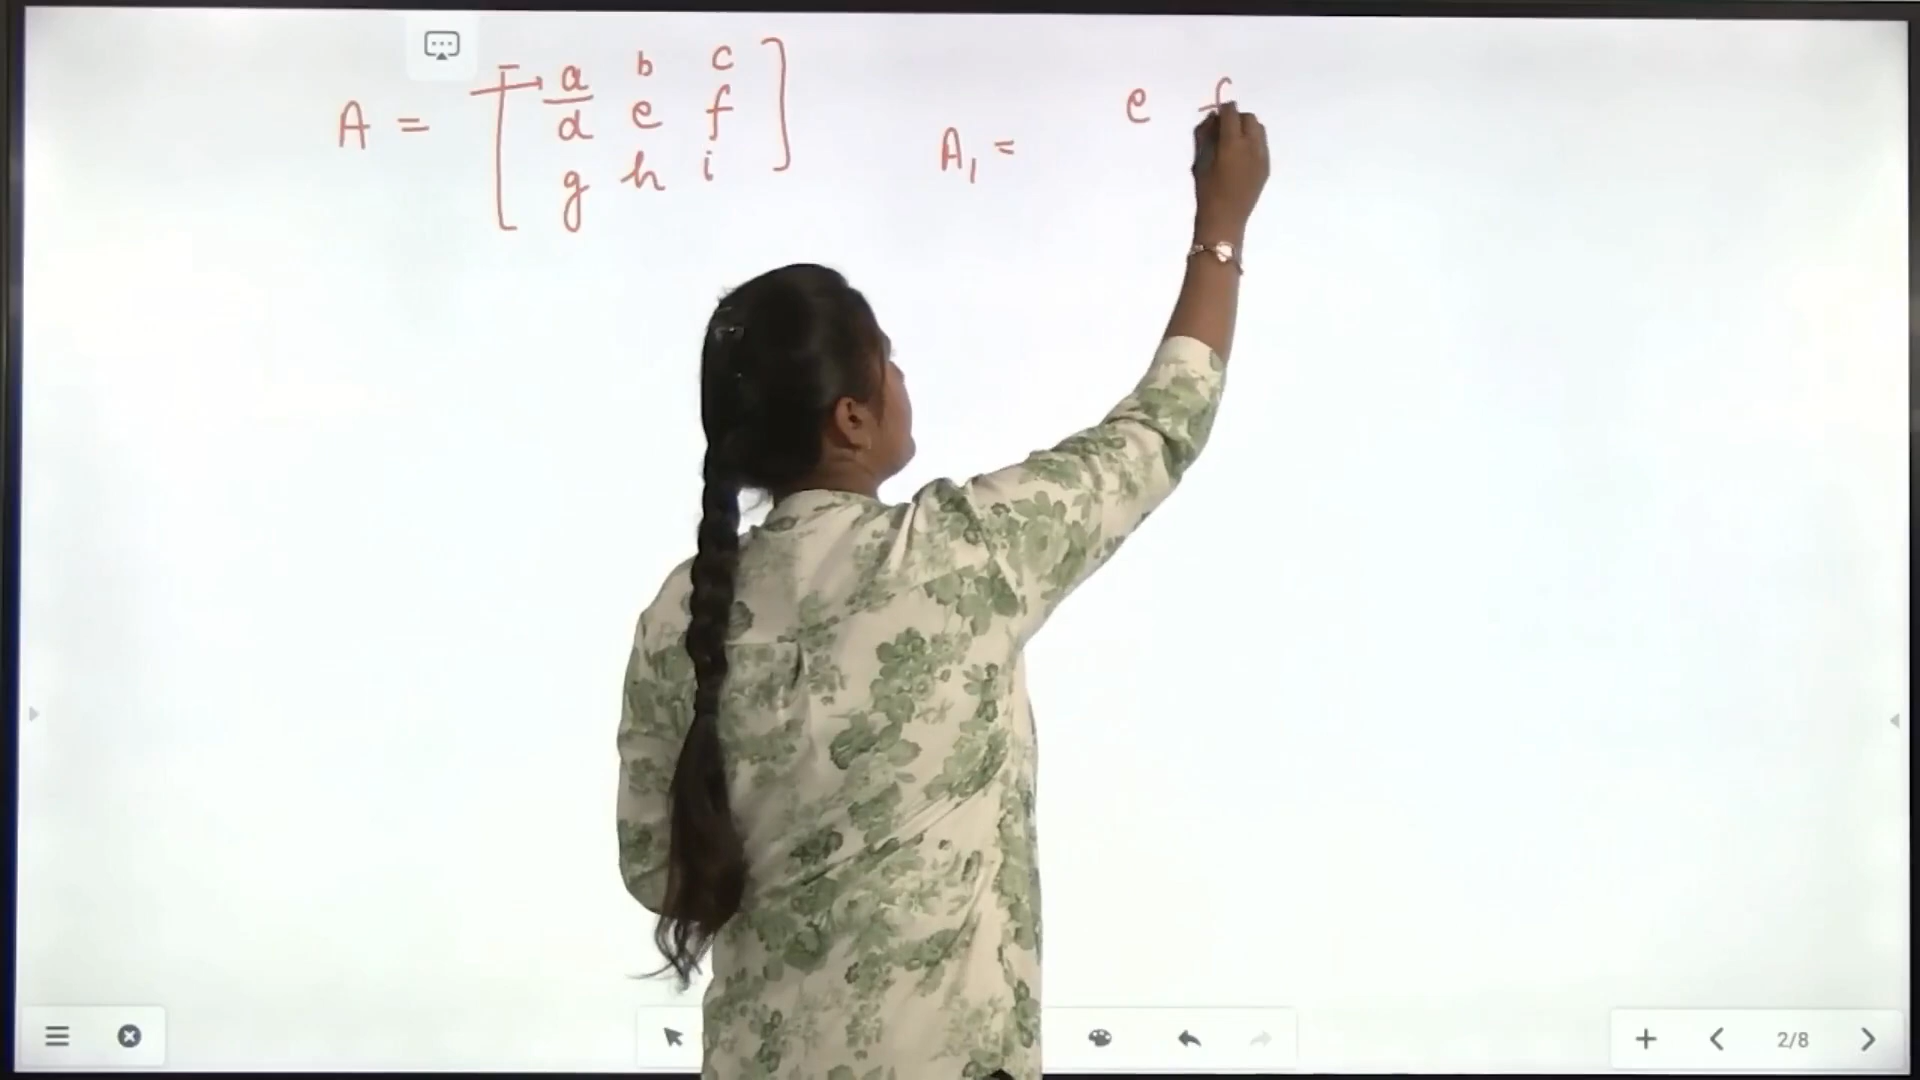 A = [ a b c ]
d e f
g h i
A₁ =
e f
2/8